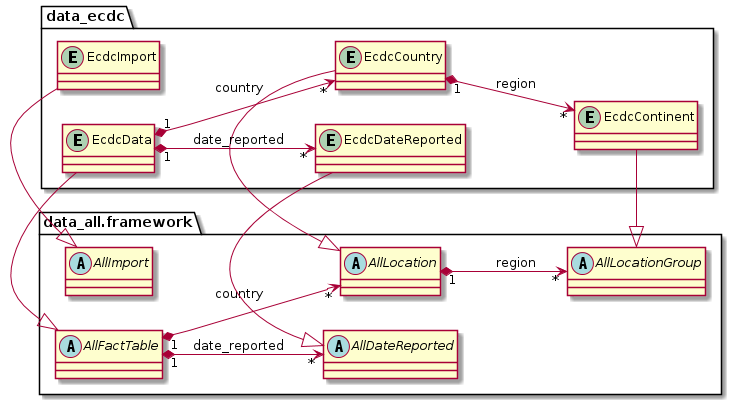 data_ecdc
E EcdcImport
E EcdcCountry
country
1
*
1
region
*
E EcdcContinent
E EcdcData
1
date_reported
*
E EcdcDateReported
data_all.framework
A AllImport
A AllLocation
1
region
*
A AllLocationGroup
country
*
A AllFactTable
1
1
date_reported
*
A AllDateReported